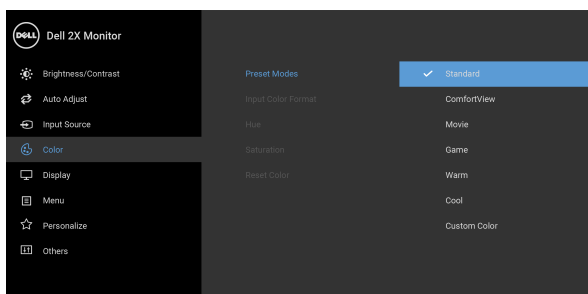 DELL
Dell 2X Monitor
Brightness/Contrast
Auto Adjust
Input Source
Color
Display
Menu
Personalize
Others
Preset Modes
Input Color Format
Hue
Saturation
Reset Color
Standard
ComfortView
Movie
Game
Warm
Cool
Custom Color